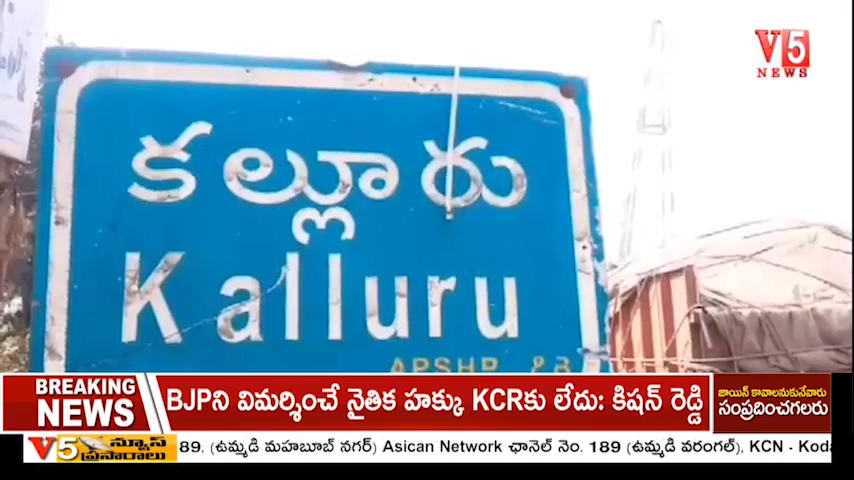 V5
NEWS
కల్లూరు
Kalluru
APSHP
BREAKING
NEWS
BJPని విమర్శించే నైతిక హక్కు KCRకు లేదు: కిషన్ రెడ్డి
జాయిన్ కావాలనుకునేవారు
సంప్రదించగలరు
V5 న్యూస్
ప్రసారాలు
89, (ఉమ్మడి మహబూబ్ నగర్) Asican Network ఛానెల్ నెం. 189 (ఉమ్మడి వరంగల్), KCN - Koda